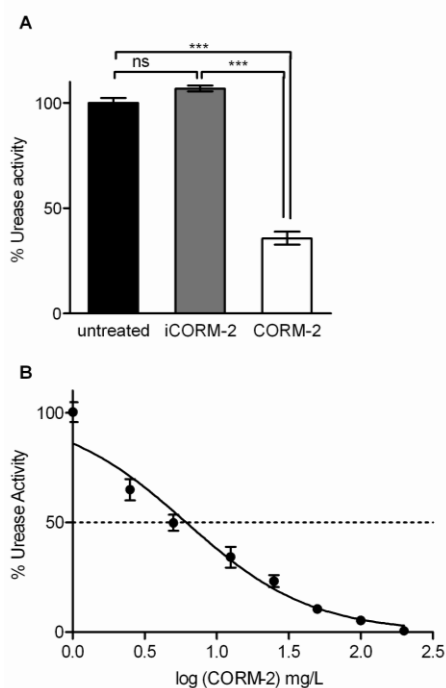 A
***
ns
***
% Urease activity
100
50
0
untreated
iCORM-2
CORM-2
B
% Urease Activity
100
50
0
0.0
0.5
1.0
1.5
2.0
2.5
log (CORM-2) mg/L